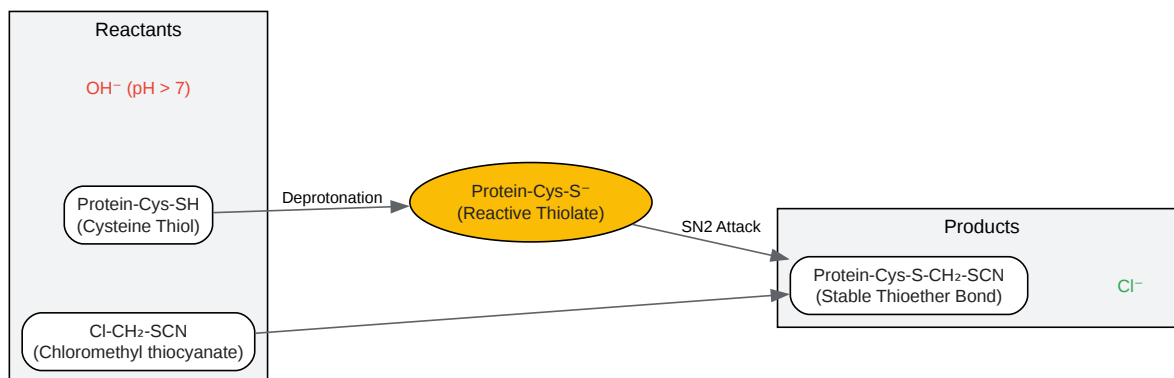 Reactants
OH⁻ (pH > 7)
Protein-Cys-SH
(Cysteine Thiol)
Deprotonation
Protein-Cys-S⁻
(Reactive Thiolate)
SN2 Attack
Products
Protein-Cys-S-CH₂-SCN
(Stable Thioether Bond)
Cl⁻
Cl-CH₂-SCN
(Chloromethyl thiocyanate)